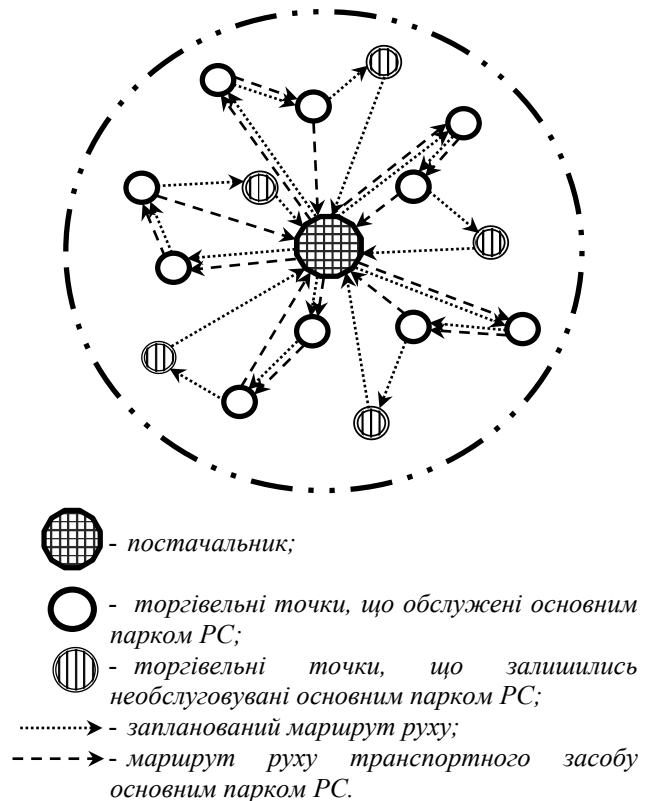 - постачальник;
- торгівельні точки, що обслужені основним
парком РС;
- торгівельні точки, що залишились
необслуговувані основним парком РС;
- запланований маршрут руху;
- маршрут руху транспортного засобу
основним парком РС.